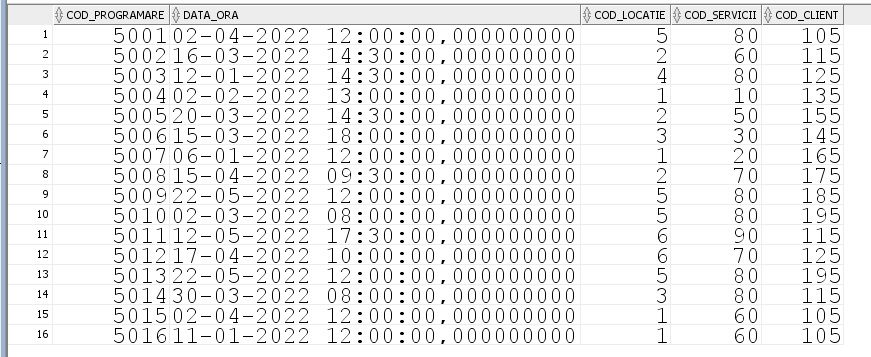 COD_PROGRAMARE DATA_ORA COD_LOCATIE COD_SERVICII COD_CLIENT
1 5001 02-04-2022 12:00:00,000000000 5 80 105
2 5002 16-03-2022 14:30:00,000000000 2 60 115
3 5003 12-01-2022 14:30:00,000000000 4 80 125
4 5004 02-02-2022 13:00:00,000000000 1 10 135
5 5005 20-03-2022 14:30:00,000000000 2 50 155
6 5006 15-03-2022 18:00:00,000000000 3 30 145
7 5007 06-01-2022 12:00:00,000000000 1 20 165
8 5008 15-04-2022 09:30:00,000000000 2 70 175
9 5009 22-05-2022 12:00:00,000000000 5 80 185
10 5010 02-03-2022 08:00:00,000000000 5 80 195
11 5011 12-05-2022 17:30:00,000000000 6 90 115
12 5012 17-04-2022 10:00:00,000000000 6 70 125
13 5013 22-05-2022 12:00:00,000000000 5 80 195
14 5014 30-03-2022 08:00:00,000000000 3 80 115
15 5015 02-04-2022 12:00:00,000000000 1 60 105
16 5016 11-01-2022 12:00:00,000000000 1 60 105